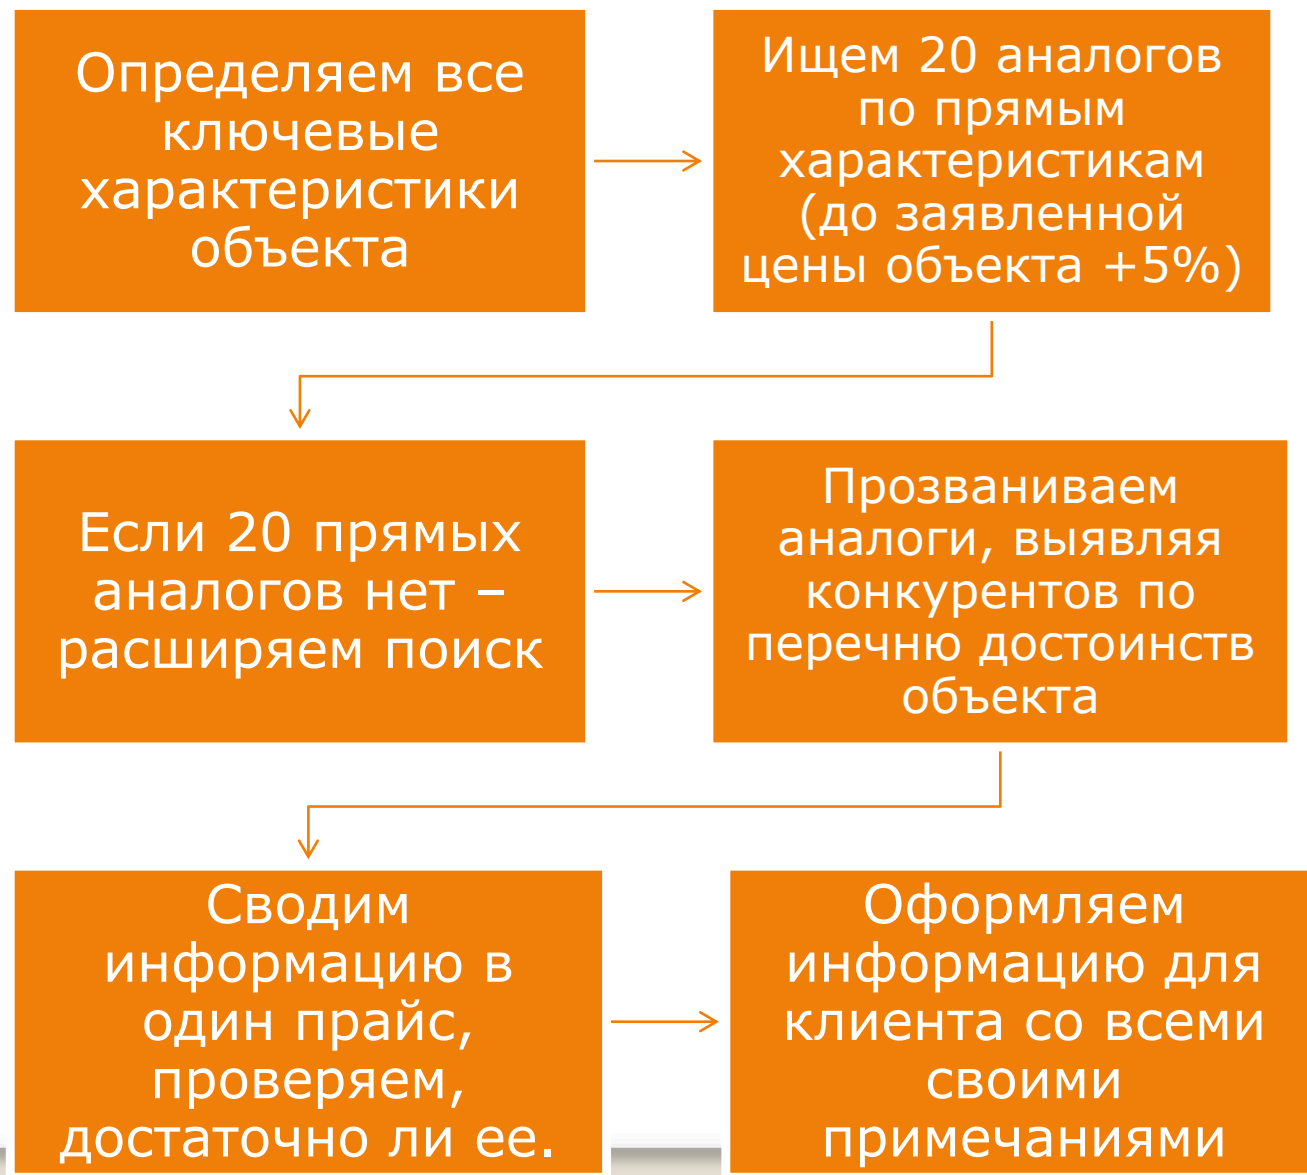 Определяем все
ключевые
характеристики
объекта
Ищем 20 аналогов
по прямым
характеристикам
(до заявленной
цены объекта +5%)
Если 20 прямых
аналогов нет –
расширяем поиск
Прозваниваем
аналоги, выявляя
конкурентов по
перечню достоинств
объекта
Сводим
информацию в
один прайс,
проверяем,
достаточно ли ее.
Оформляем
информацию для
клиента со всеми
своими
примечаниями